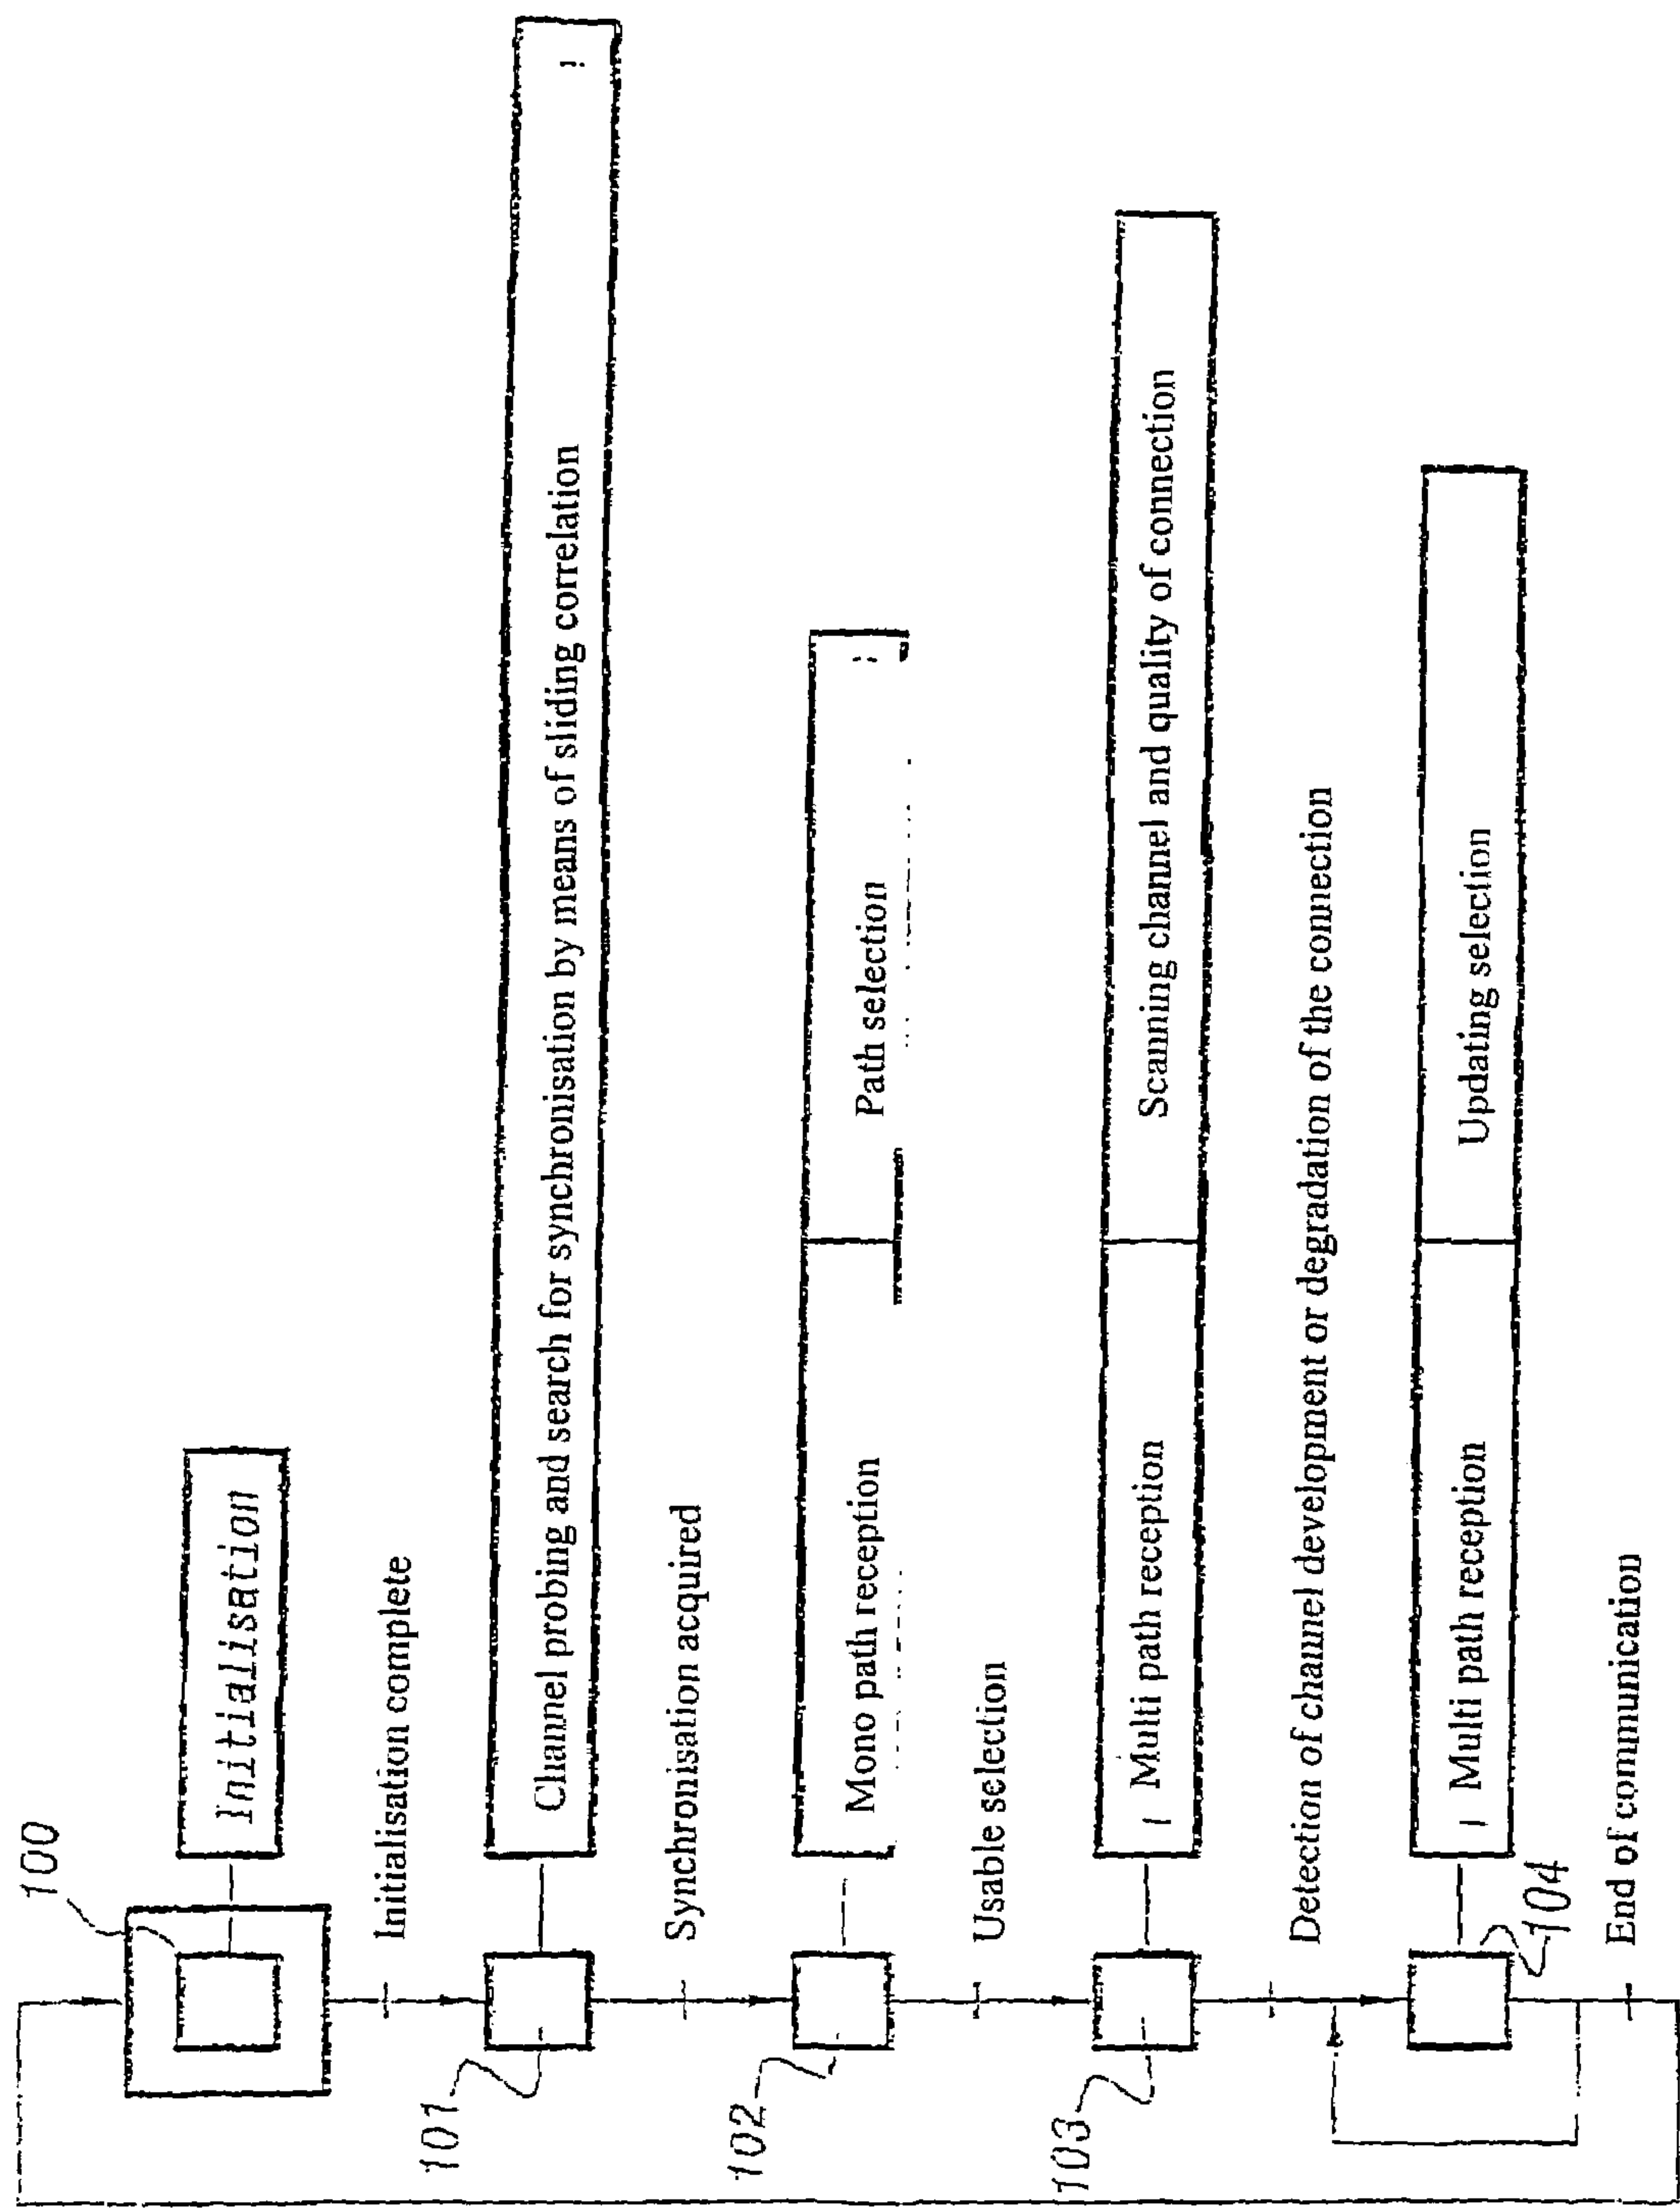 100
Initialisation
Initialisation complete
101
Channel probing and search for synchronisation by means of sliding correlation
Synchronisation acquired
102
Mono path reception
Path selection
Usable selection
103
Multi path reception
Scanning channel and quality of connection
Detection of channel development or degradation of the connection
104
Multi path reception
Updating selection
End of communication